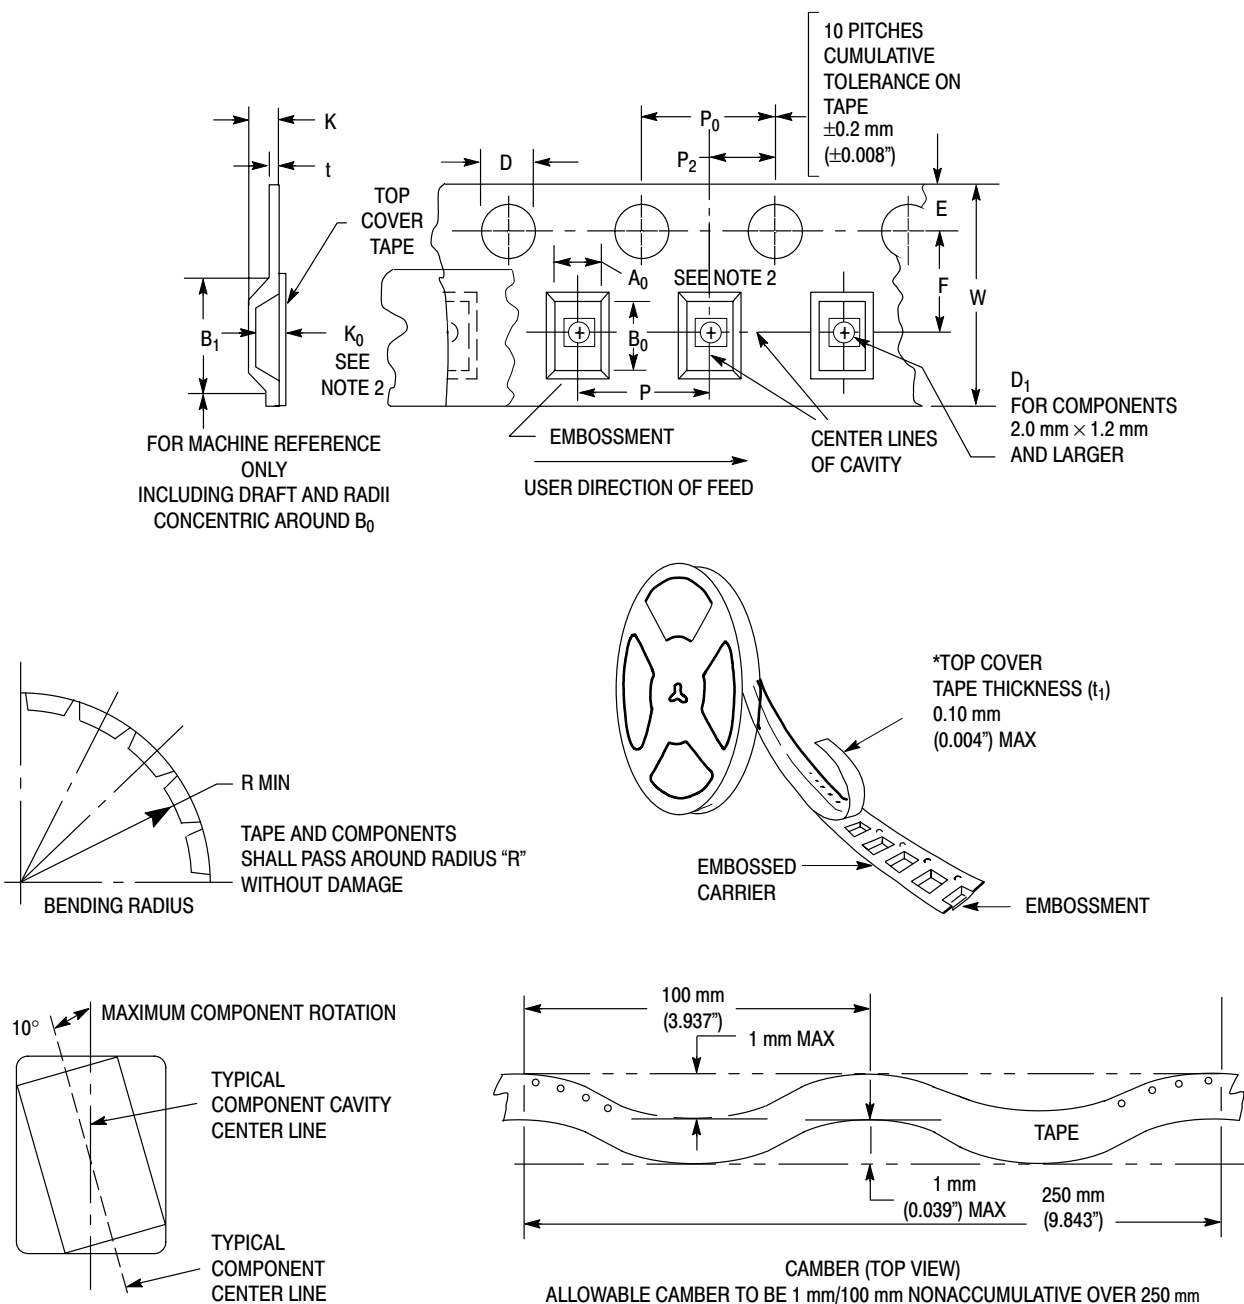 10 PITCHES
CUMULATIVE
TOLERANCE ON
TAPE
±0.2 mm
(±0.008”)
K
t
TOP
COVER
TAPE
D
P0
P2
E
A0
SEE NOTE 2
F
W
B1
K0
SEE
NOTE 2
B0
P
D1
FOR COMPONENTS
2.0 mm × 1.2 mm
AND LARGER
FOR MACHINE REFERENCE
ONLY
INCLUDING DRAFT AND RADII
CONCENTRIC AROUND B0
EMBOSSMENT
CENTER LINES
OF CAVITY
USER DIRECTION OF FEED
*TOP COVER
TAPE THICKNESS (t1)
0.10 mm
(0.004”) MAX
R MIN
TAPE AND COMPONENTS
SHALL PASS AROUND RADIUS “R”
WITHOUT DAMAGE
BENDING RADIUS
EMBOSSED
CARRIER
EMBOSSMENT
10°
MAXIMUM COMPONENT ROTATION
TYPICAL
COMPONENT CAVITY
CENTER LINE
TYPICAL
COMPONENT
CENTER LINE
100 mm
(3.937”)
1 mm MAX
TAPE
1 mm
(0.039”) MAX
250 mm
(9.843”)
CAMBER (TOP VIEW)
ALLOWABLE CAMBER TO BE 1 mm/100 mm NONACCUMULATIVE OVER 250 mm